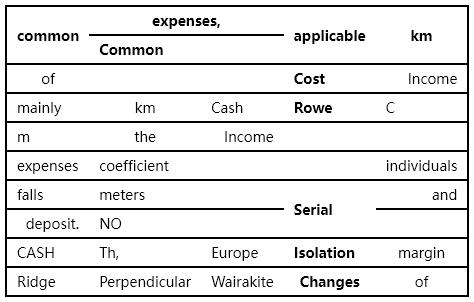 expenses,
common applicable km
Common
of Cost Income
mainly km Cash Rowe C
m the Income
expenses coefficient individuals
falls meters and
Serial
deposit. NO
CASH Th, Europe Isolation margin
Ridge Perpendicular Wairakite Changes of